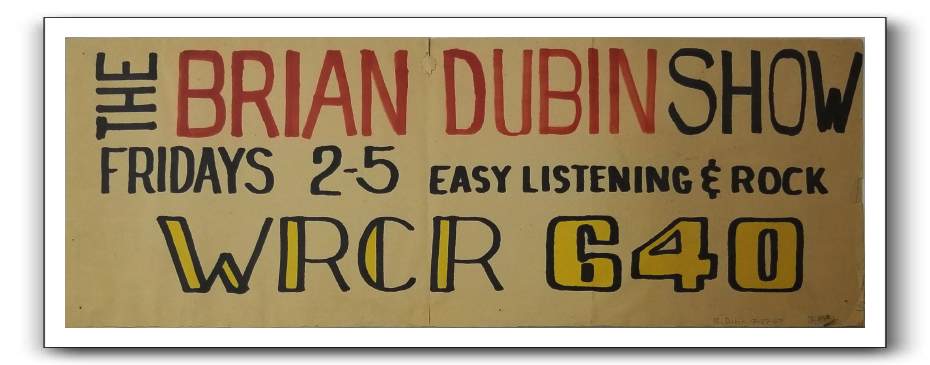 THE BRIAN DUBIN SHOW
FRIDAYS 2-5 EASY LISTENING & ROCK
WRCR 640